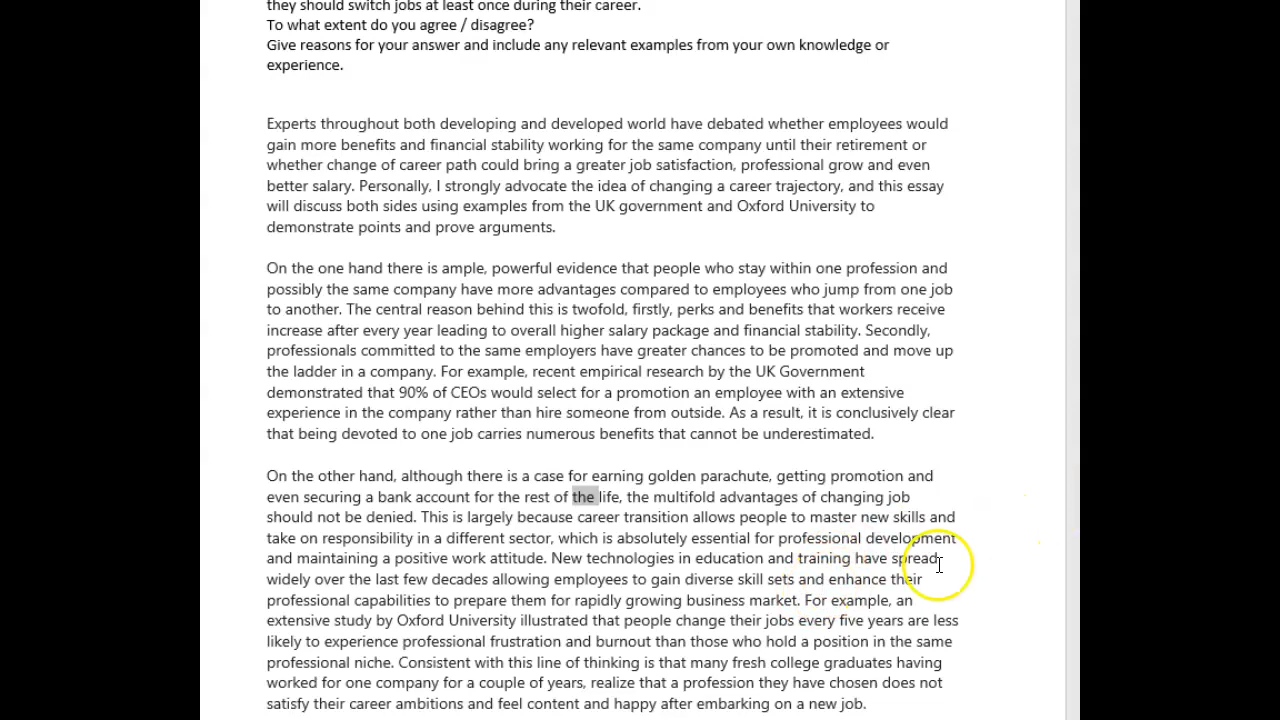 they should switch jobs at least once during their career.
To what extent do you agree / disagree?
Give reasons for your answer and include any relevant examples from your own knowledge or
experience.
Experts throughout both developing and developed world have debated whether employees would
gain more benefits and financial stability working for the same company until their retirement or
whether change of career path could bring a greater job satisfaction, professional grow and even
better salary. Personally, I strongly advocate the idea of changing a career trajectory, and this essay
will discuss both sides using examples from the UK government and Oxford University to
demonstrate points and prove arguments.
On the one hand there is ample, powerful evidence that people who stay within one profession and
possibly the same company have more advantages compared to employees who jump from one job
to another. The central reason behind this is twofold, firstly, perks and benefits that workers receive
increase after every year leading to overall higher salary package and financial stability. Secondly,
professionals committed to the same employers have greater chances to be promoted and move up
the ladder in a company. For example, recent empirical research by the UK Government
demonstrated that 90% of CEOs would select for a promotion an employee with an extensive
experience in the company rather than hire someone from outside. As a result, it is conclusively clear
that being devoted to one job carries numerous benefits that cannot be underestimated.
On the other hand, although there is a case for earning golden parachute, getting promotion and
even securing a bank account for the rest of the life, the multifold advantages of changing job
should not be denied. This is largely because career transition allows people to master new skills and
take on responsibility in a different sector, which is absolutely essential for professional development
and maintaining a positive work attitude. New technologies in education and training have spread
widely over the last few decades allowing employees to gain diverse skill sets and enhance their
professional capabilities to prepare them for rapidly growing business market. For example, an
extensive study by Oxford University illustrated that people change their jobs every five years are less
likely to experience professional frustration and burnout than those who hold a position in the same
professional niche. Consistent with this line of thinking is that many fresh college graduates having
worked for one company for a couple of years, realize that a profession they have chosen does not
satisfy their career ambitions and feel content and happy after embarking on a new job.